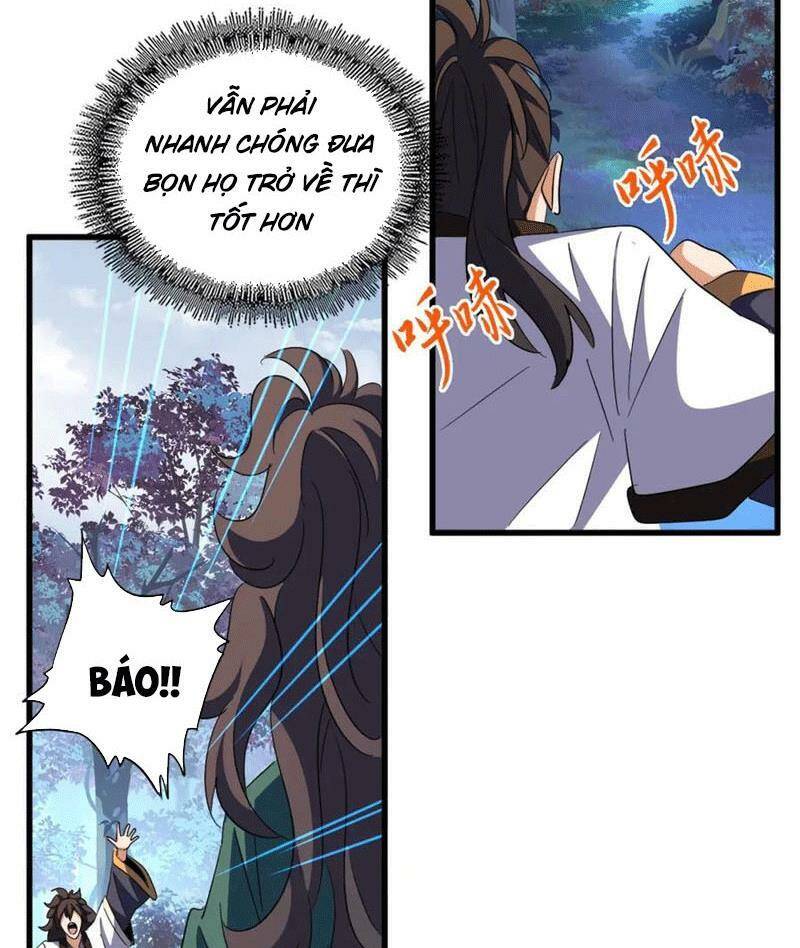 VẪN PHẢI
NHANH CHÓNG ĐƯA
BỌN HỌ TRỞ VỀ THÌ
TỐT HƠN
呼哧
呼哧
BÁO!!